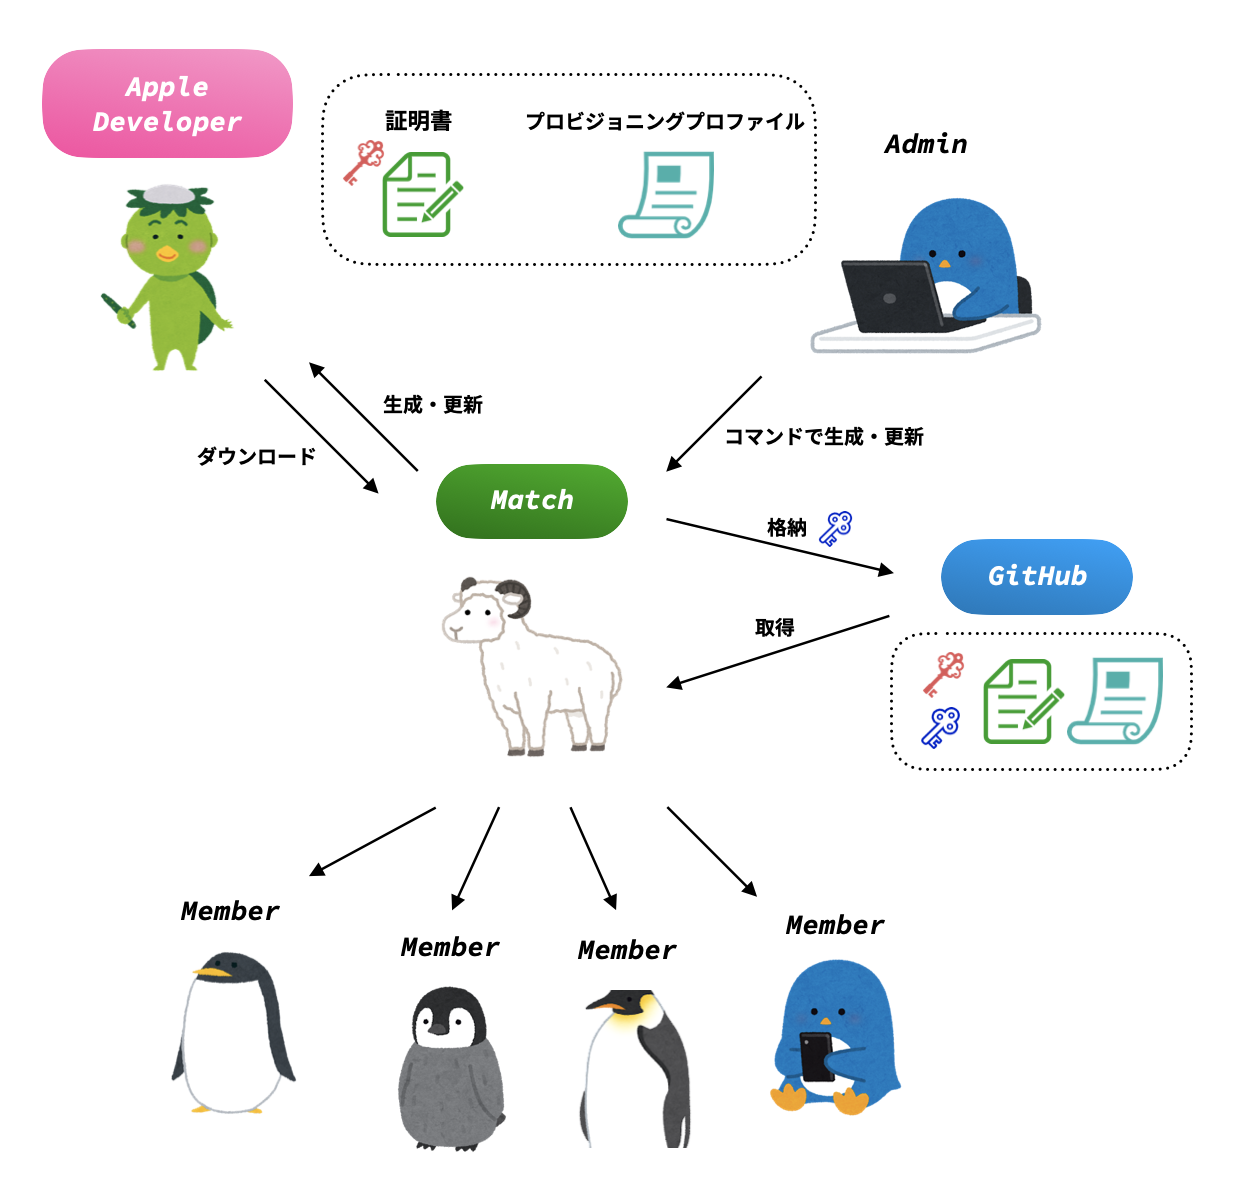 Apple
Developer
証明書
プロビジョニングプロファイル
Admin
生成・更新
ダウンロード
コマンドで生成・更新
Match
格納
GitHub
取得
Member
Member
Member
Member